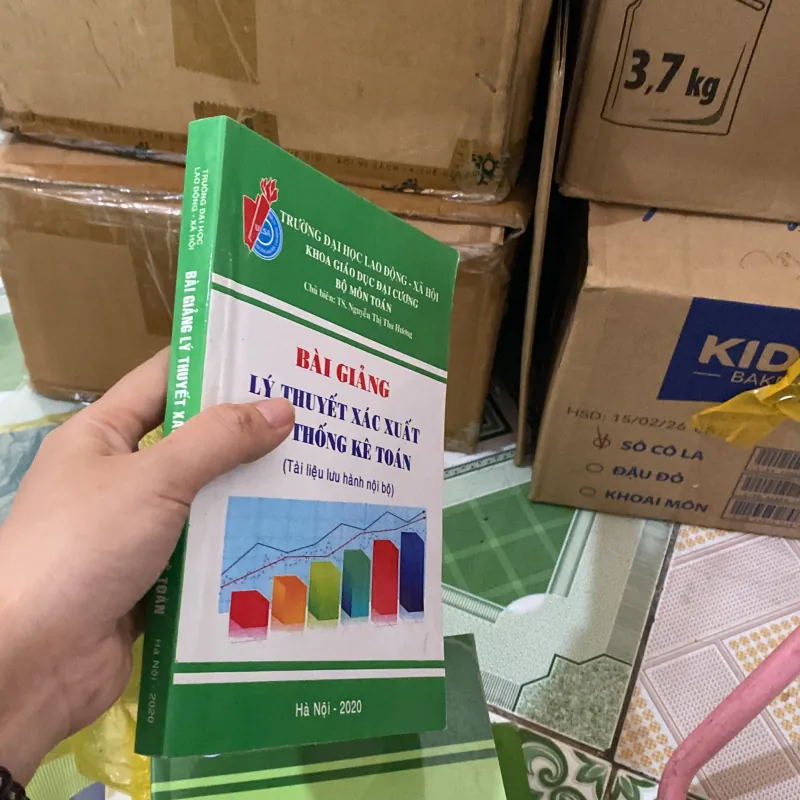 TRƯỜNG ĐẠI HỌC
LAO ĐỘNG - XÃ HỘI
BÀI GIẢNG LÝ THUYẾT XÁ
TOÁN
Hà Nội - 2020
TRƯỜNG ĐẠI HỌC LAO ĐỘNG - XÃ HỘI
KHOA GIÁO DỤC ĐẠI CƯƠNG
BỘ MÔN TOÁN
Chủ biên: TS. Nguyễn Thị Thu Hương
BÀI GIẢNG
LÝ THUYẾT XÁC XUẤT
THỐNG KÊ TOÁN
(Tài liệu lưu hành nội bộ)
Hà Nội - 2020
3,7 kg
KID
BAK
HSD: 15/02/26
SÔ CÔ LA
ĐẬU ĐỎ
KHOAI MÔN